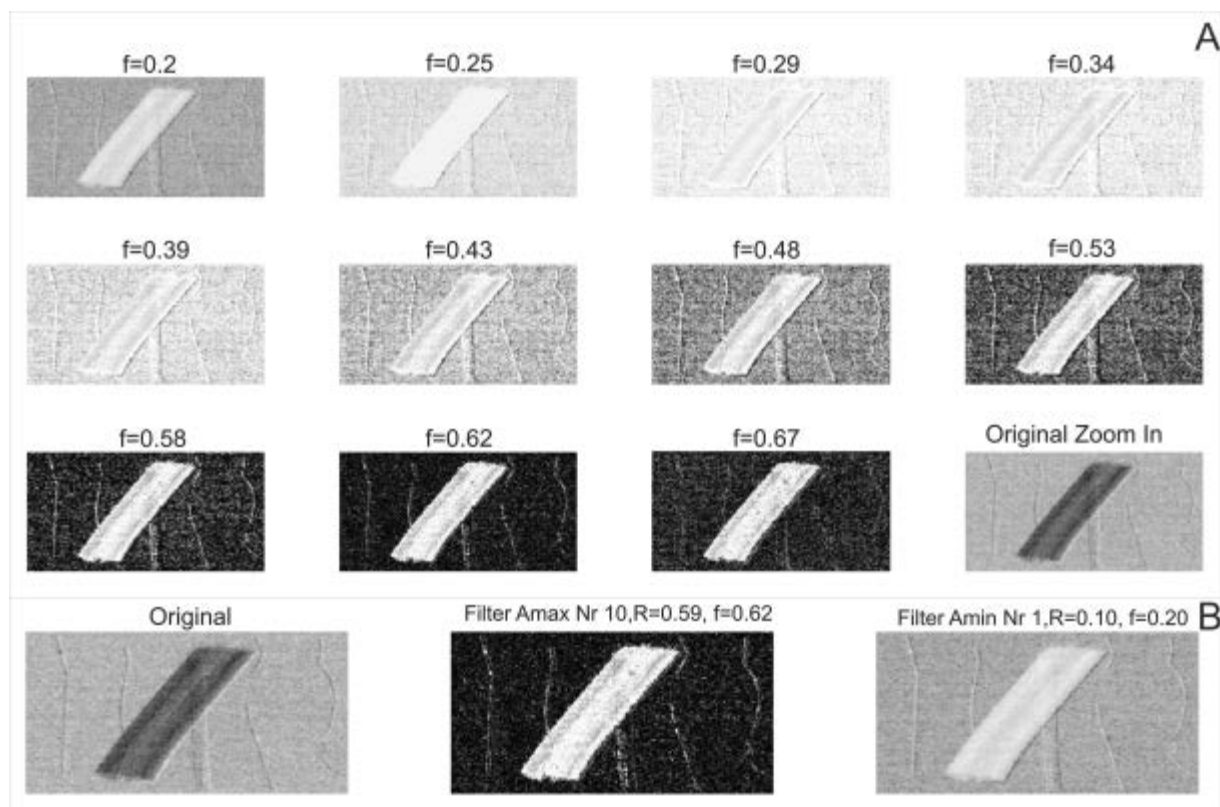 A
f=0.2
f=0.25
f=0.29
f=0.34
f=0.39
f=0.43
f=0.48
f=0.53
f=0.58
f=0.62
f=0.67
Original Zoom In
B
Original
Filter Amax Nr 10,R=0.59, f=0.62
Filter Amin Nr 1,R=0.10, f=0.20